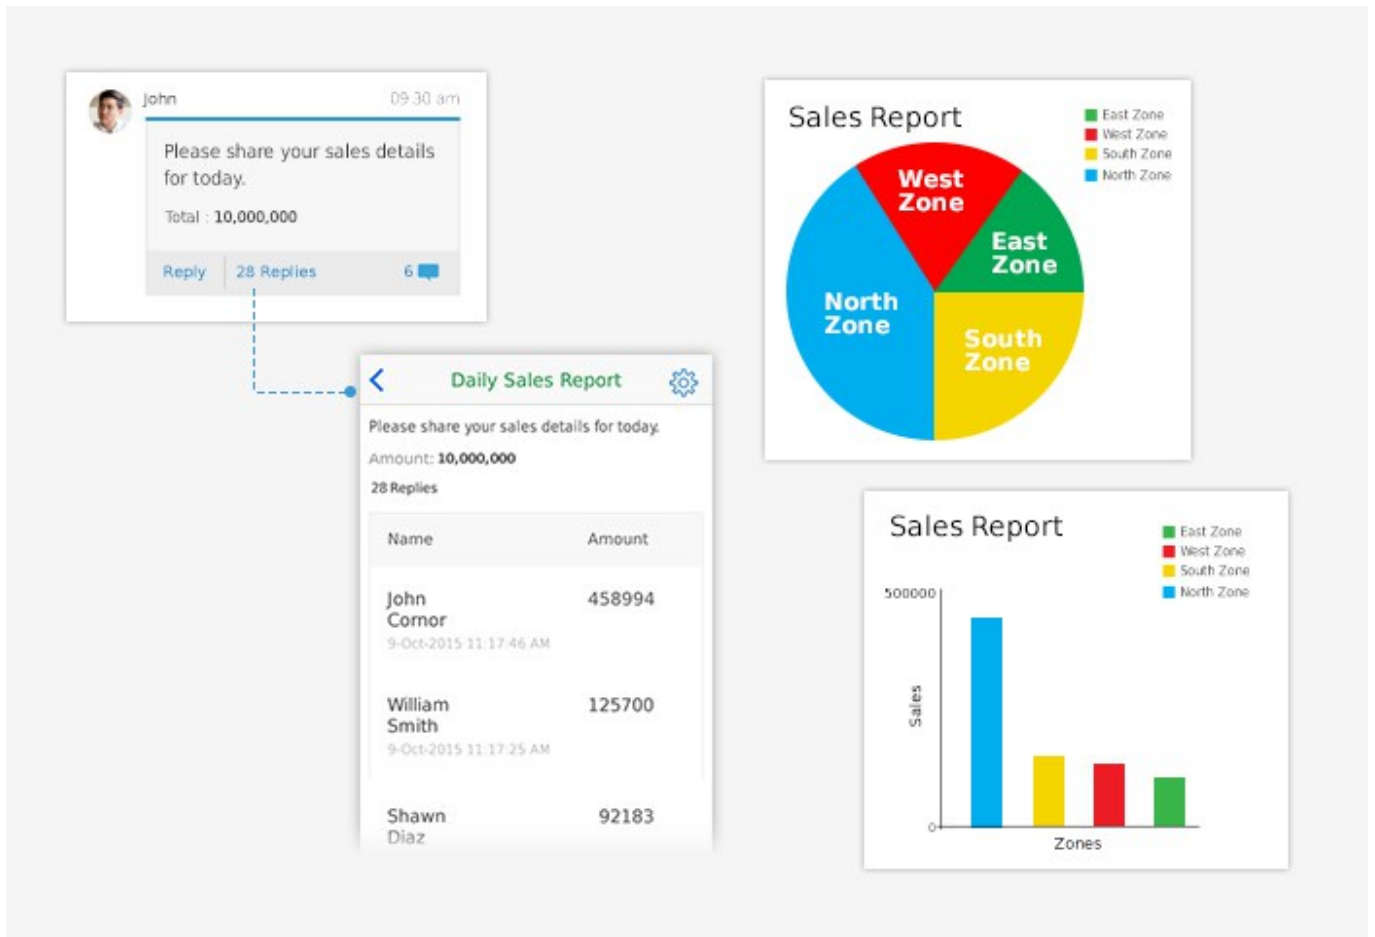 John 09:30 am
Please share your sales details
for today.
Total : 10,000,000
Reply 28 Replies 6
Daily Sales Report
Please share your sales details for today.
Amount: 10,000,000
28 Replies
Name Amount
John 458994
Cornor
9-Oct-2015 11:17:46 AM
William 125700
Smith
9-Oct-2015 11:17:25 AM
Shawn 92183
Diaz
Sales Report
East Zone
West Zone
South Zone
North Zone
West
Zone
East
Zone
North
Zone
South
Zone
Sales Report
East Zone
West Zone
South Zone
North Zone
500000
Sales
0
Zones